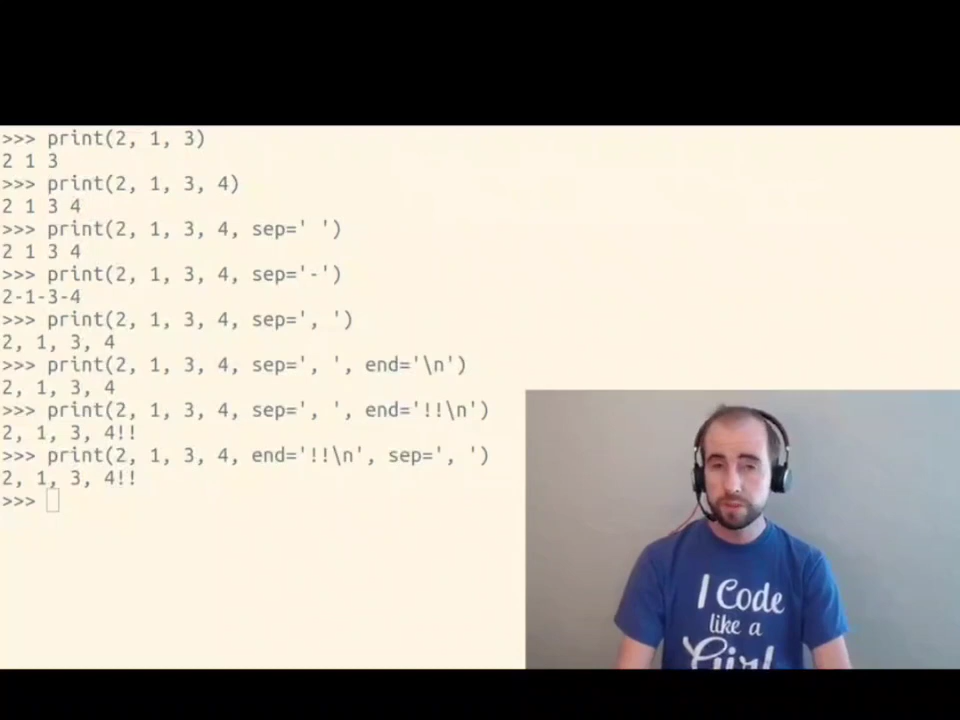 >>> print(2, 1, 3)
2 1 3
>>> print(2, 1, 3, 4)
2 1 3 4
>>> print(2, 1, 3, 4, sep=' ')
2 1 3 4
>>> print(2, 1, 3, 4, sep='-')
2-1-3-4
>>> print(2, 1, 3, 4, sep=', ')
2, 1, 3, 4
>>> print(2, 1, 3, 4, sep=', ', end='\n')
2, 1, 3, 4
>>> print(2, 1, 3, 4, sep=', ', end='!!\n')
2, 1, 3, 4!!
>>> print(2, 1, 3, 4, end='!!\n', sep=', ')
2, 1, 3, 4!!
>>>
I Code
like a
Girl